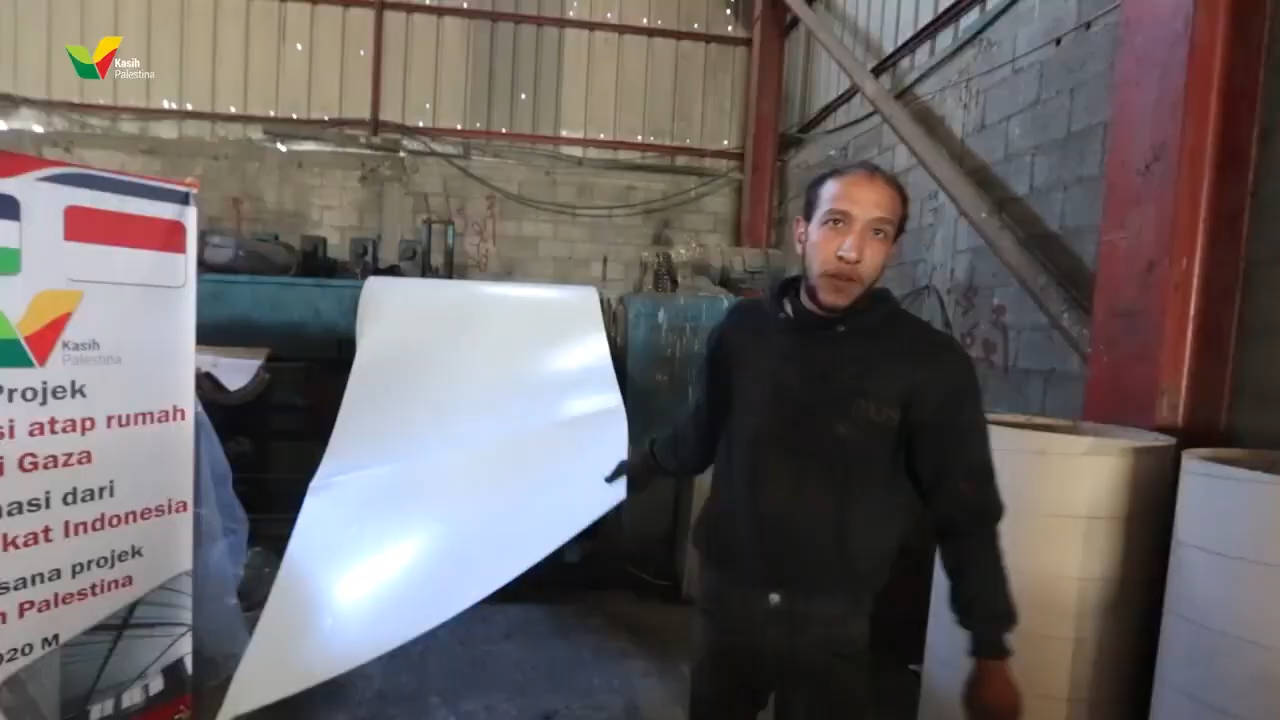 Kasih
Palestina
Kasih
Palestina
Projek
si atap rumah
i Gaza
nasi dari
kat Indonesia
sana projek
n Palestina
020 M